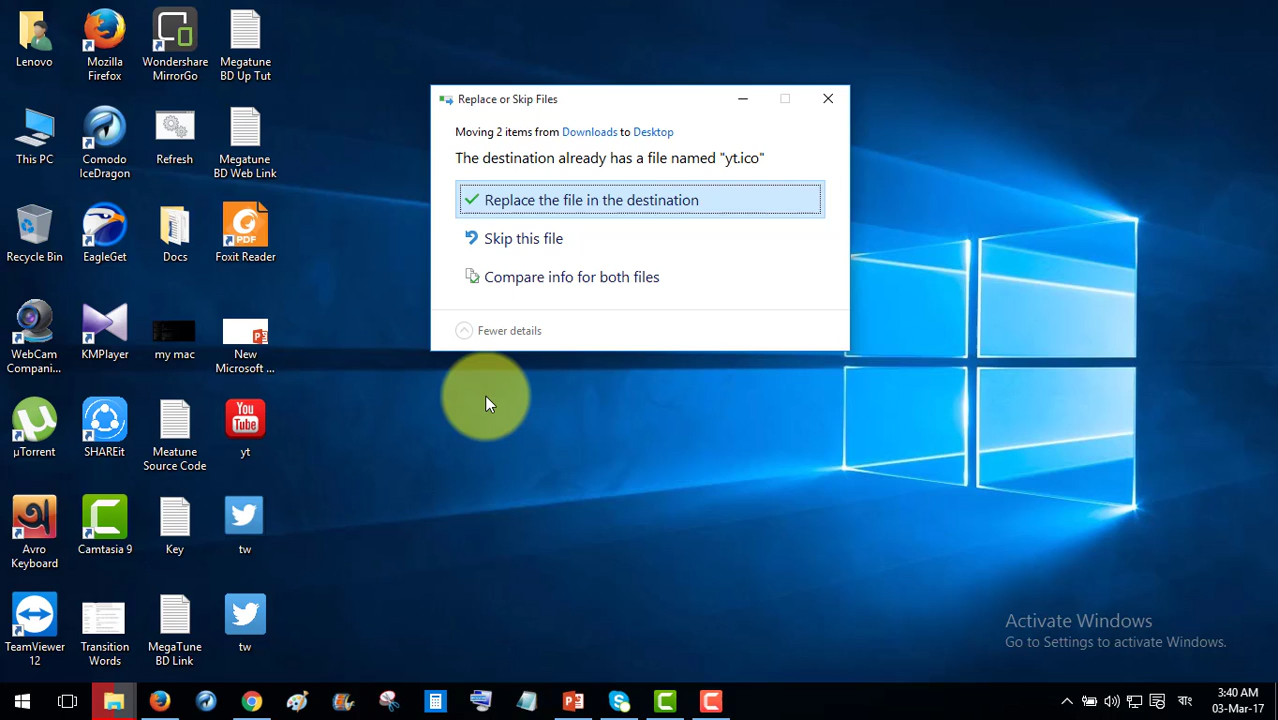 Lenovo
Mozilla
Firefox
Wondershare
MirrorGo
Megatune
BD Up Tut
This PC
Comodo
IceDragon
Refresh
Megatune
BD Web Link
Recycle Bin
EagleGet
Docs
PDF
Foxit Reader
WebCam
Compani...
KMPlayer
my mac
New
Microsoft ...
µTorrent
SHAREit
Meatune
Source Code
You
Tube
yt
Avro
Keyboard
Camtasia 9
Key
tw
TeamViewer
12
Transition
Words
MegaTune
BD Link
tw
Replace or Skip Files
Moving 2 items from Downloads to Desktop
The destination already has a file named "yt.ico"
Replace the file in the destination
Skip this file
Compare info for both files
Fewer details
Activate Windows
Go to Settings to activate Windows.
বাং
3:40 AM
03-Mar-17